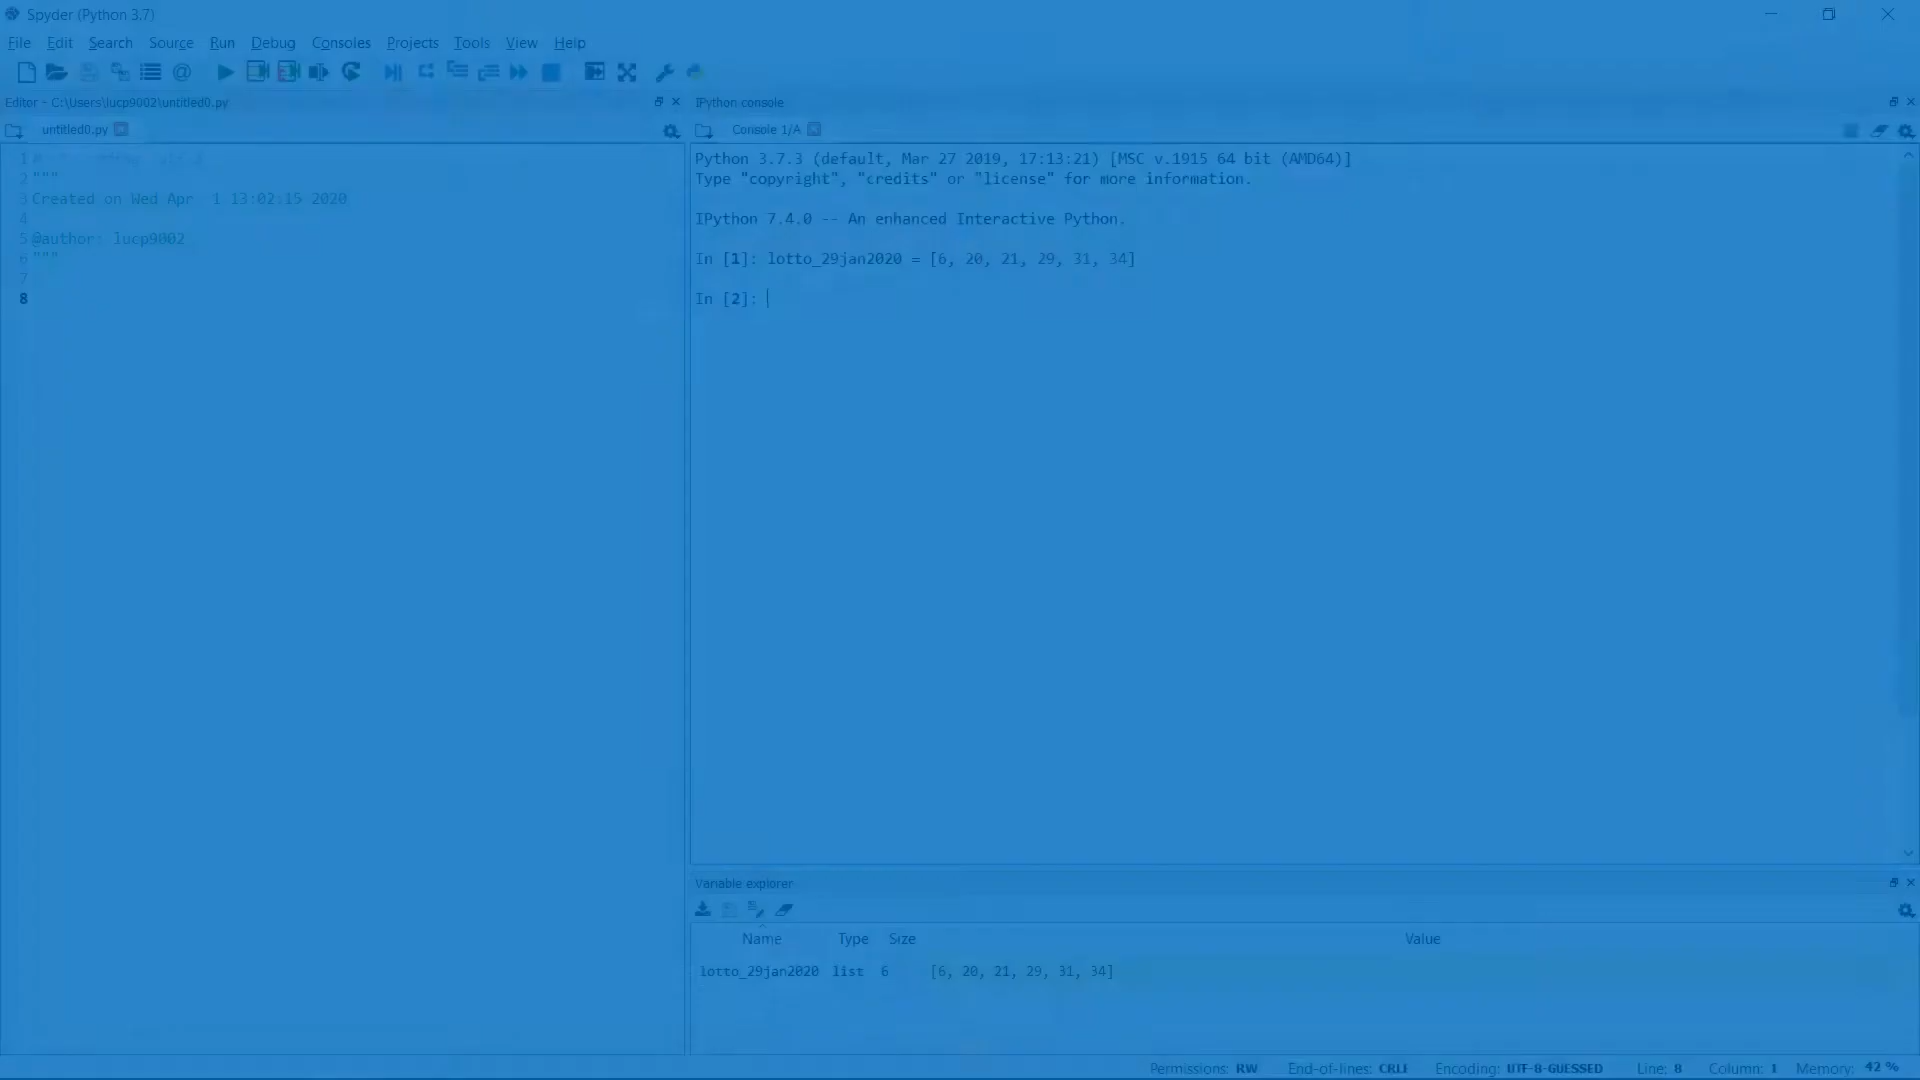 Spyder (Python 3.7)
File Edit Search Source Run Debug Consoles Projects Tools View Help
Editor - C:\Users\lucp9002\untitled0.py
IPython console
untitled0.py
Console 1/A
1
2 """
3 Created on Wed Apr 1 13:02:15 2020
4
5 @author: lucp9002
6 """
7
8
Python 3.7.3 (default, Mar 27 2019, 17:13:21) [MSC v.1915 64 bit (AMD64)]
Type "copyright", "credits" or "license" for more information.
IPython 7.4.0 -- An enhanced Interactive Python.
In [1]: lotto_29jan2020 = [6, 20, 21, 29, 31, 34]
In [2]:
Variable explorer
Name Type Size Value
lotto_29jan2020 list 6 [6, 20, 21, 29, 31, 34]
Permissions: RW End-of-lines: CRLF Encoding: UTF-8-GUESSED Line: 8 Column: 1 Memory: 42 %